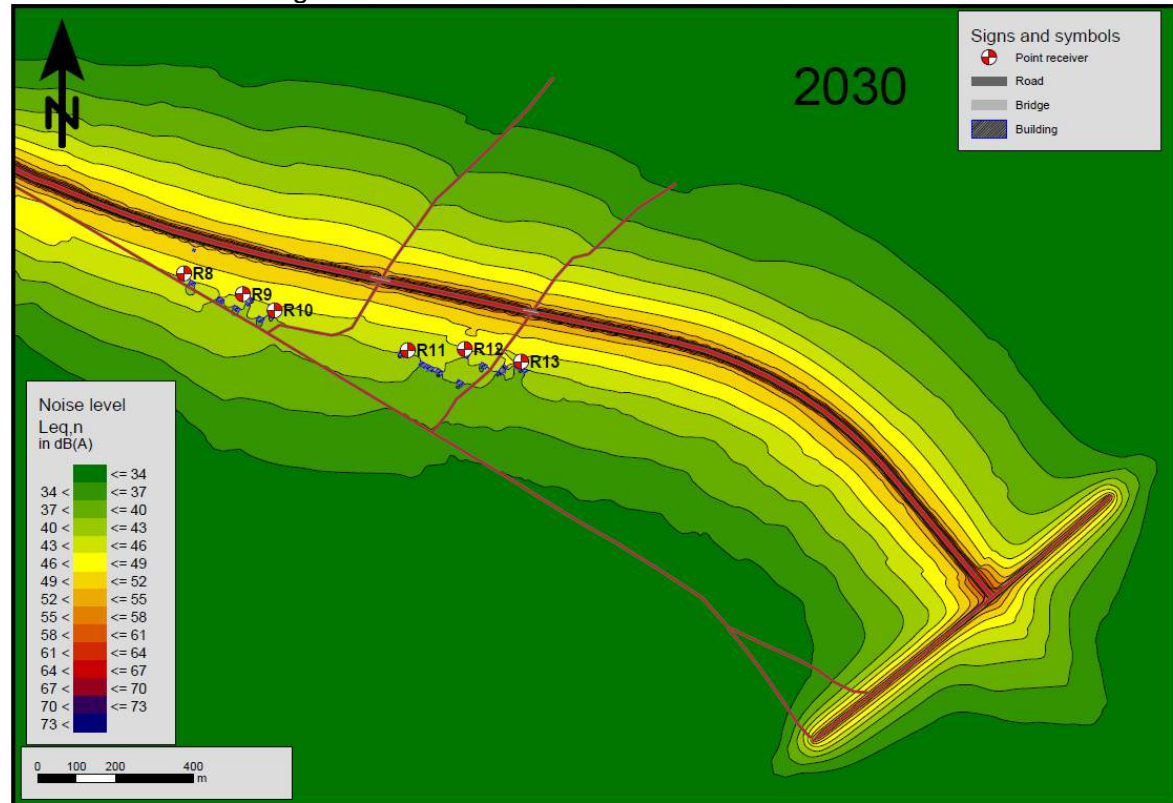 2030
Signs and symbols
Point receiver
Road
Bridge
Building
N
R8
R9
R10
R11
R12
R13
Noise level
Leq,n
in dB(A)
<= 34
34 < <= 37
37 < <= 40
40 < <= 43
43 < <= 46
46 < <= 49
49 < <= 52
52 < <= 55
55 < <= 58
58 < <= 61
61 < <= 64
64 < <= 67
67 < <= 70
70 < <= 73
73 <
0 100 200 400
m